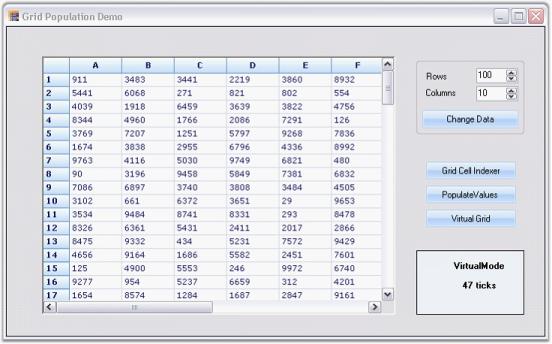 Grid Population Demo
A B C D E F
1 911 3483 3441 2219 3860 8932
2 5441 6068 271 821 802 554
3 4039 1918 6459 3639 3822 4756
4 8344 4960 1766 2086 7291 126
5 3769 7207 1251 5797 9268 7836
6 1674 3838 2955 6796 4336 8992
7 9763 4116 5030 9749 6821 480
8 90 3196 9458 5849 7381 6832
9 7086 6897 3740 3808 3484 4505
10 3102 661 6372 3651 29 9653
11 3534 9484 8741 8331 293 8478
12 8326 6361 5431 2411 2017 2866
13 8475 9332 434 5231 7572 9429
14 4656 9164 1686 5582 2451 7601
15 125 4900 5553 246 9972 6740
16 9277 954 5237 6659 312 4201
17 1654 8574 1284 1687 2847 9161
Rows 100
Columns 10
Change Data
Grid Cell Indexer
PopulateValues
Virtual Grid
VirtualMode
47 ticks